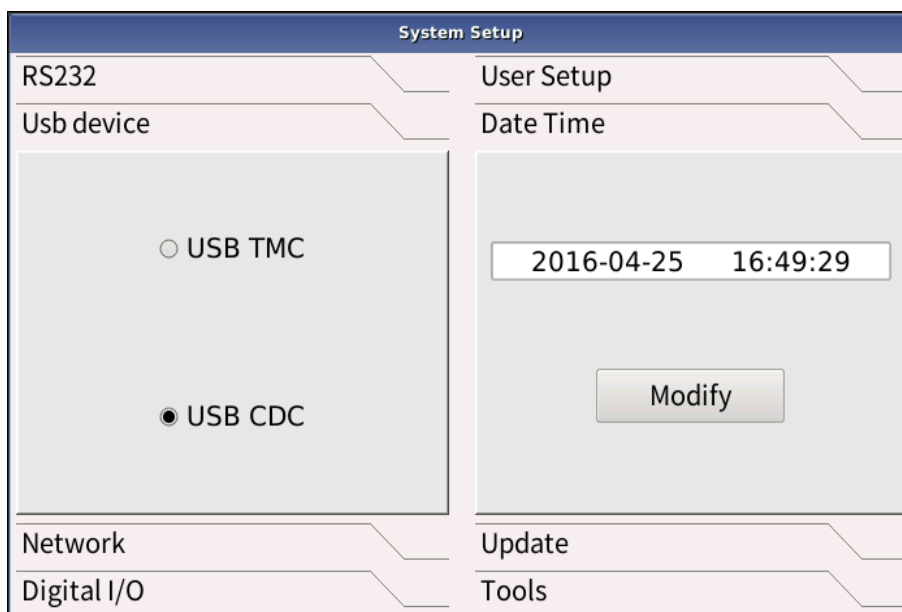 System Setup
RS232
Usb device
USB TMC
USB CDC
Network
Digital I/O
User Setup
Date Time
2016-04-25 16:49:29
Modify
Update
Tools